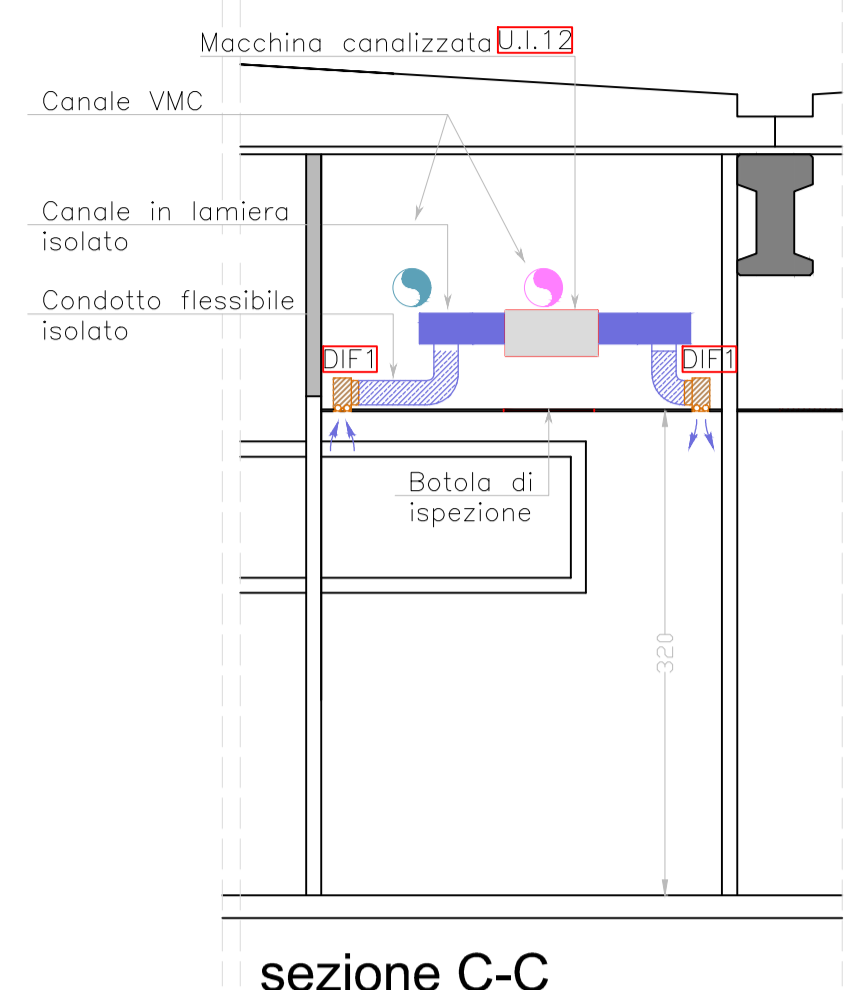 Macchina canalizzata U.I.12
Canale VMC
Canale in lamiera
isolato
Condotto flessibile
isolato
DIF1
DIF1
Botola di
ispezione
320
sezione C-C